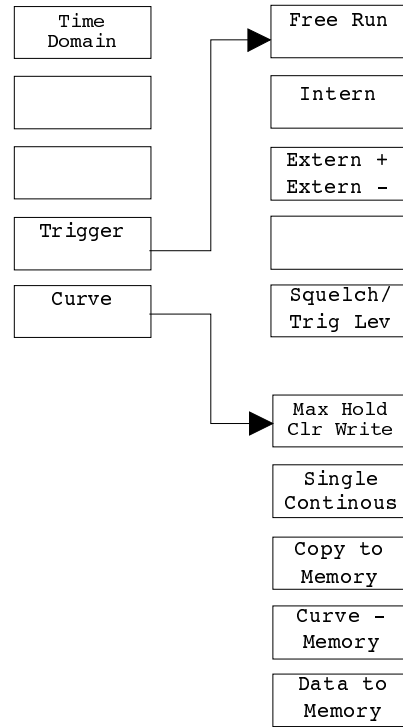 Time
Domain
Trigger
Curve
Free Run
Intern
Extern +
Extern -
Squelch/
Trig Lev
Max Hold
Clr Write
Single
Continous
Copy to
Memory
Curve -
Memory
Data to
Memory